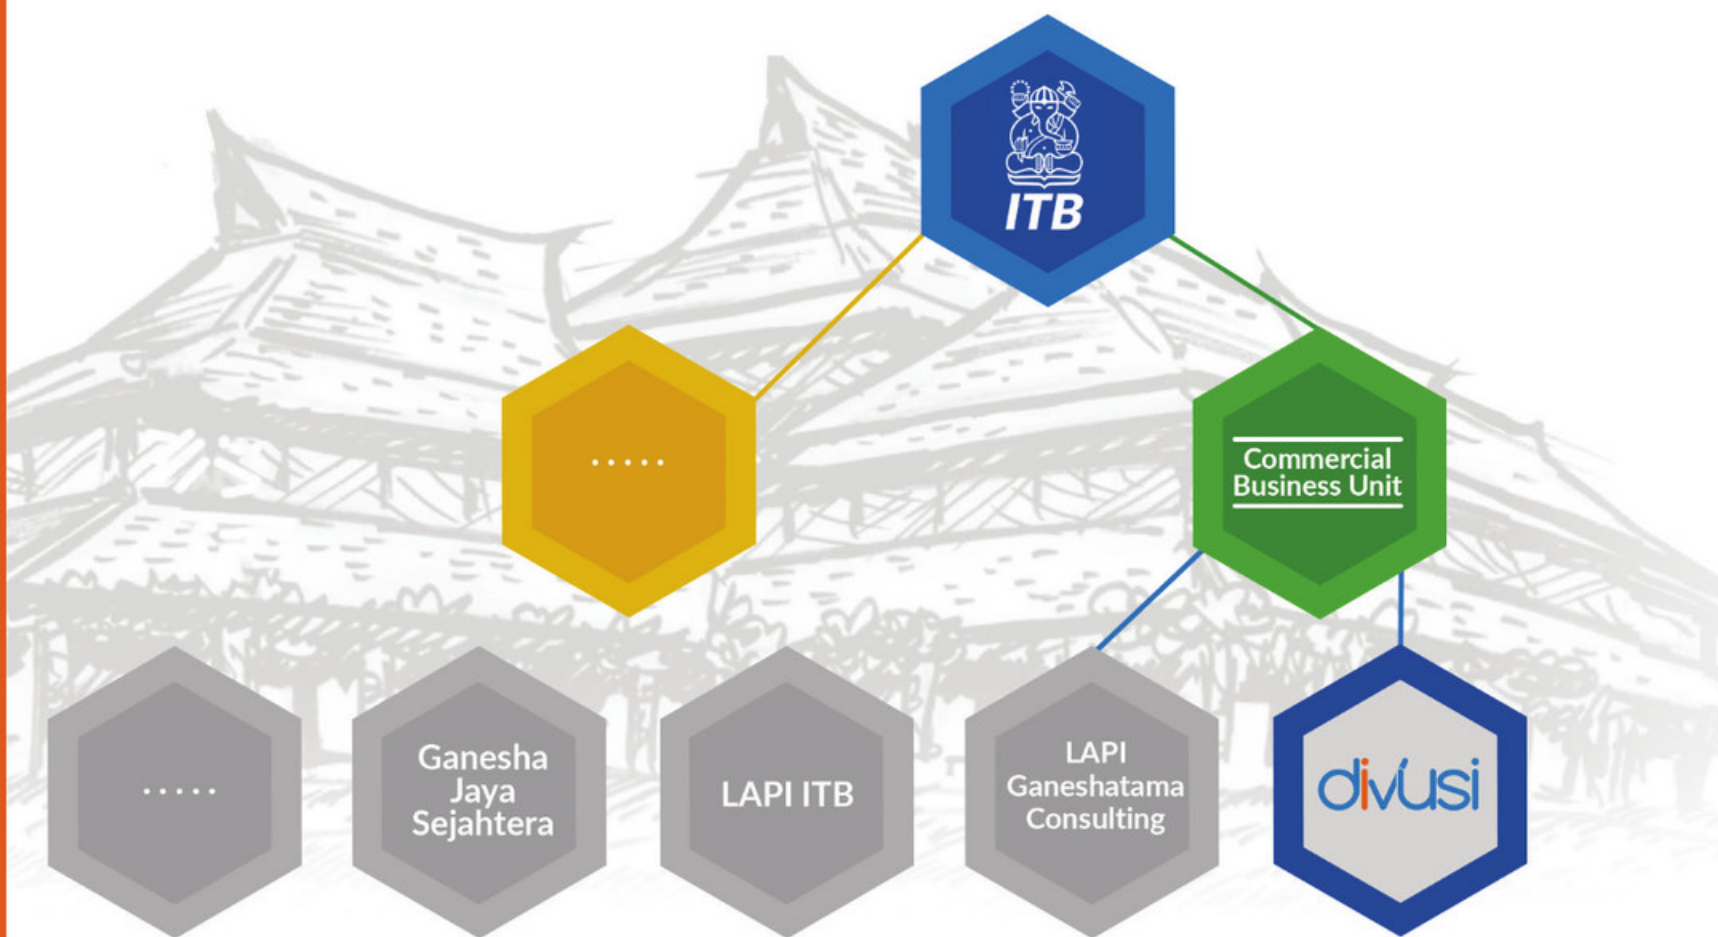 ITB
.....
Commercial
Business Unit
.....
Ganesha
Jaya
Sejahtera
LAPI ITB
LAPI
Ganeshatama
Consulting
divusi